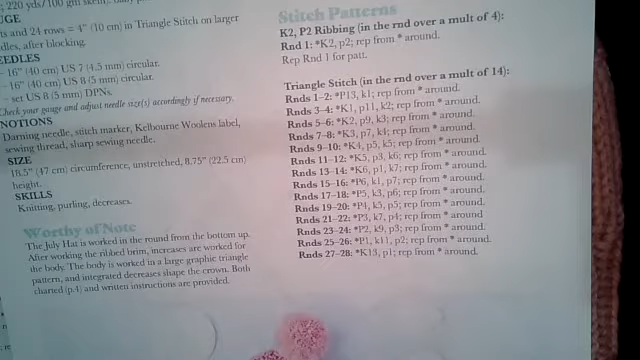 ; 220 yds/100 gm skein.
UGE
ts and 24 rows = 4" (10 cm) in Triangle Stitch on larger
dles, after blocking.
EEDLES
– 16" (40 cm) US 7 (4.5 mm) circular.
– 16" (40 cm) US 8 (5 mm) circular.
– set US 8 (5 mm) DPNs.
Check your gauge and adjust needle size(s) accordingly if necessary.
NOTIONS
Darning needle, stitch marker, Kelbourne Woolens label,
sewing thread, sharp sewing needle.
SIZE
18.5" (47 cm) circumference, unstretched, 8.75" (22.5 cm)
height.
SKILLS
Knitting, purling, decreases.
Worthy of Note
The July Hat is worked in the round from the bottom up.
After working the ribbed brim, increases are worked for
the body. The body is worked in a large graphic triangle
pattern, and integrated decreases shape the crown. Both
charted (p.4) and written instructions are provided.
Stitch Patterns
K2, P2 Ribbing (in the rnd over a mult of 4):
Rnd 1: *K2, p2; rep from * around.
Rep Rnd 1 for patt.
Triangle Stitch (in the rnd over a mult of 14):
Rnds 1–2: *P13, k1; rep from * around.
Rnds 3–4: *K1, p11, k2; rep from * around.
Rnds 5–6: *K2, p9, k3; rep from * around.
Rnds 7–8: *K3, p7, k4; rep from * around.
Rnds 9–10: *K4, p5, k5; rep from * around.
Rnds 11–12: *K5, p3, k6; rep from * around.
Rnds 13–14: *K6, p1, k7; rep from * around.
Rnds 15–16: *P6, k1, p7; rep from * around.
Rnds 17–18: *P5, k3, p6; rep from * around.
Rnds 19–20: *P4, k5, p5; rep from * around.
Rnds 21–22: *P3, k7, p4; rep from * around.
Rnds 23–24: *P2, k9, p3; rep from * around.
Rnds 25–26: *P1, k11, p2; rep from * around.
Rnds 27–28: *K13, p1; rep from * around.